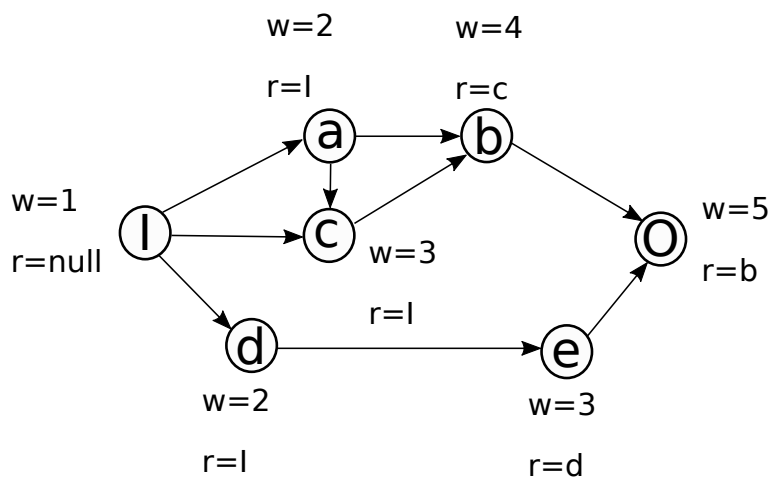 w=2
w=4
r=I
r=c
a
b
w=1
r=null
I
c
w=3
r=I
O
w=5
r=b
d
e
w=2
r=I
w=3
r=d